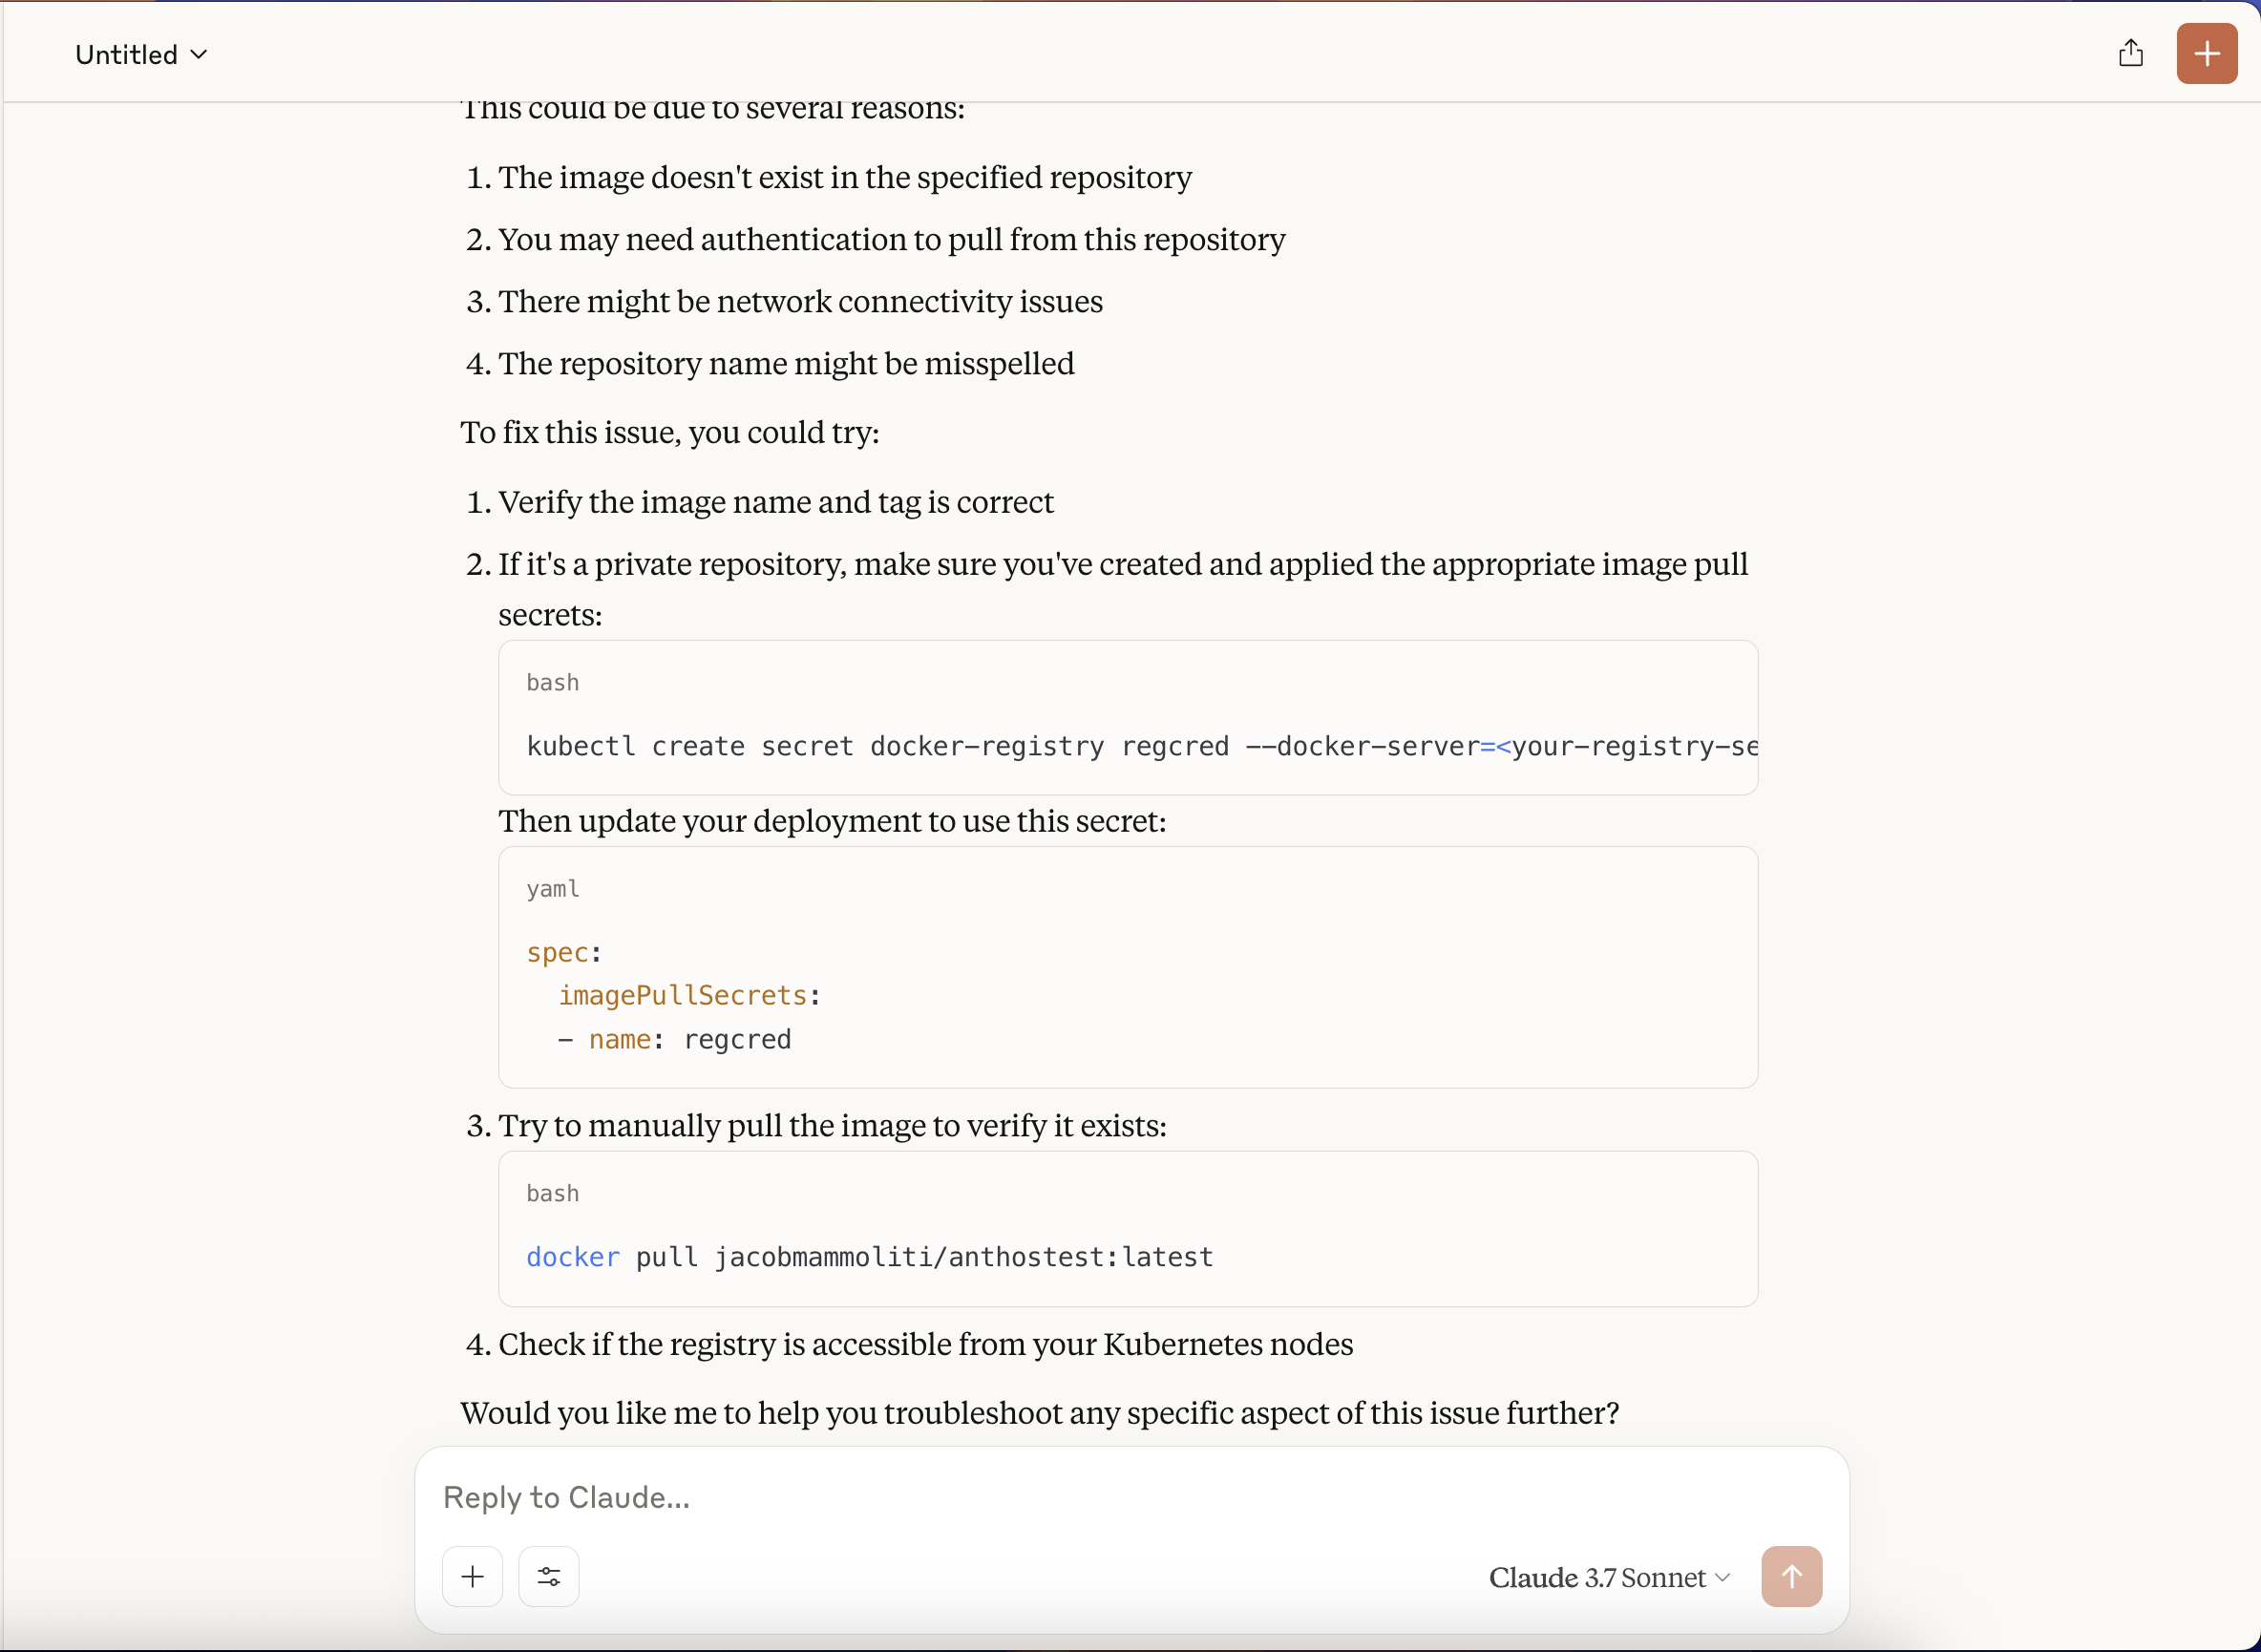 Untitled
This could be due to several reasons:
1. The image doesn't exist in the specified repository
2. You may need authentication to pull from this repository
3. There might be network connectivity issues
4. The repository name might be misspelled
To fix this issue, you could try:
1. Verify the image name and tag is correct
2. If it's a private repository, make sure you've created and applied the appropriate image pull
secrets:
bash
kubectl create secret docker-registry regcred --docker-server=<your-registry-se
Then update your deployment to use this secret:
yaml
spec:
  imagePullSecrets:
  - name: regcred
3. Try to manually pull the image to verify it exists:
bash
docker pull jacobmammoliti/anthostest:latest
4. Check if the registry is accessible from your Kubernetes nodes
Would you like me to help you troubleshoot any specific aspect of this issue further?
Reply to Claude...
Claude 3.7 Sonnet